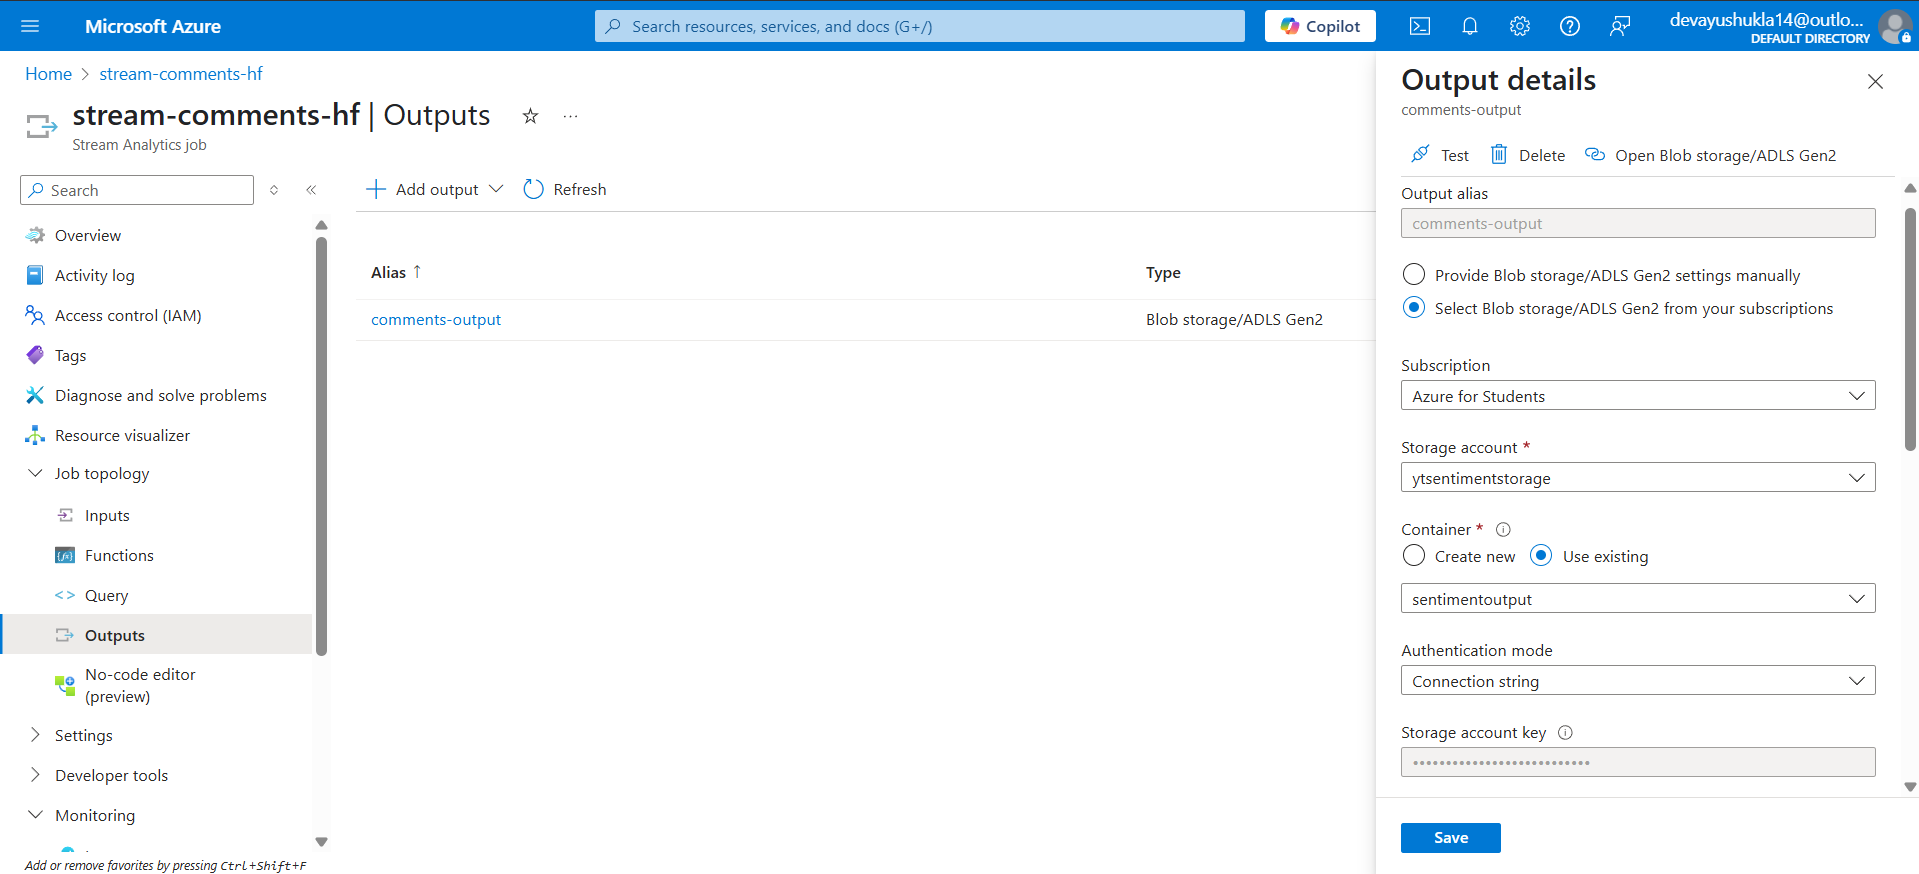 Microsoft Azure
Search resources, services, and docs (G+/)
Copilot
devayushukla14@outlo...
DEFAULT DIRECTORY
Home > stream-comments-hf
stream-comments-hf | Outputs
Stream Analytics job
Search
Overview
Activity log
Access control (IAM)
Tags
Diagnose and solve problems
Resource visualizer
Job topology
Inputs
Functions
Query
Outputs
No-code editor
(preview)
Settings
Developer tools
Monitoring
Add or remove favorites by pressing Ctrl+Shift+F
Add output
Refresh
Alias ↑
Type
comments-output
Blob storage/ADLS Gen2
Output details
comments-output
Test
Delete
Open Blob storage/ADLS Gen2
Output alias
comments-output
Provide Blob storage/ADLS Gen2 settings manually
Select Blob storage/ADLS Gen2 from your subscriptions
Subscription
Azure for Students
Storage account *
ytsentimentstorage
Container *
Create new
Use existing
sentimentoutput
Authentication mode
Connection string
Storage account key
•••••••••••••••••••••••••••
Save